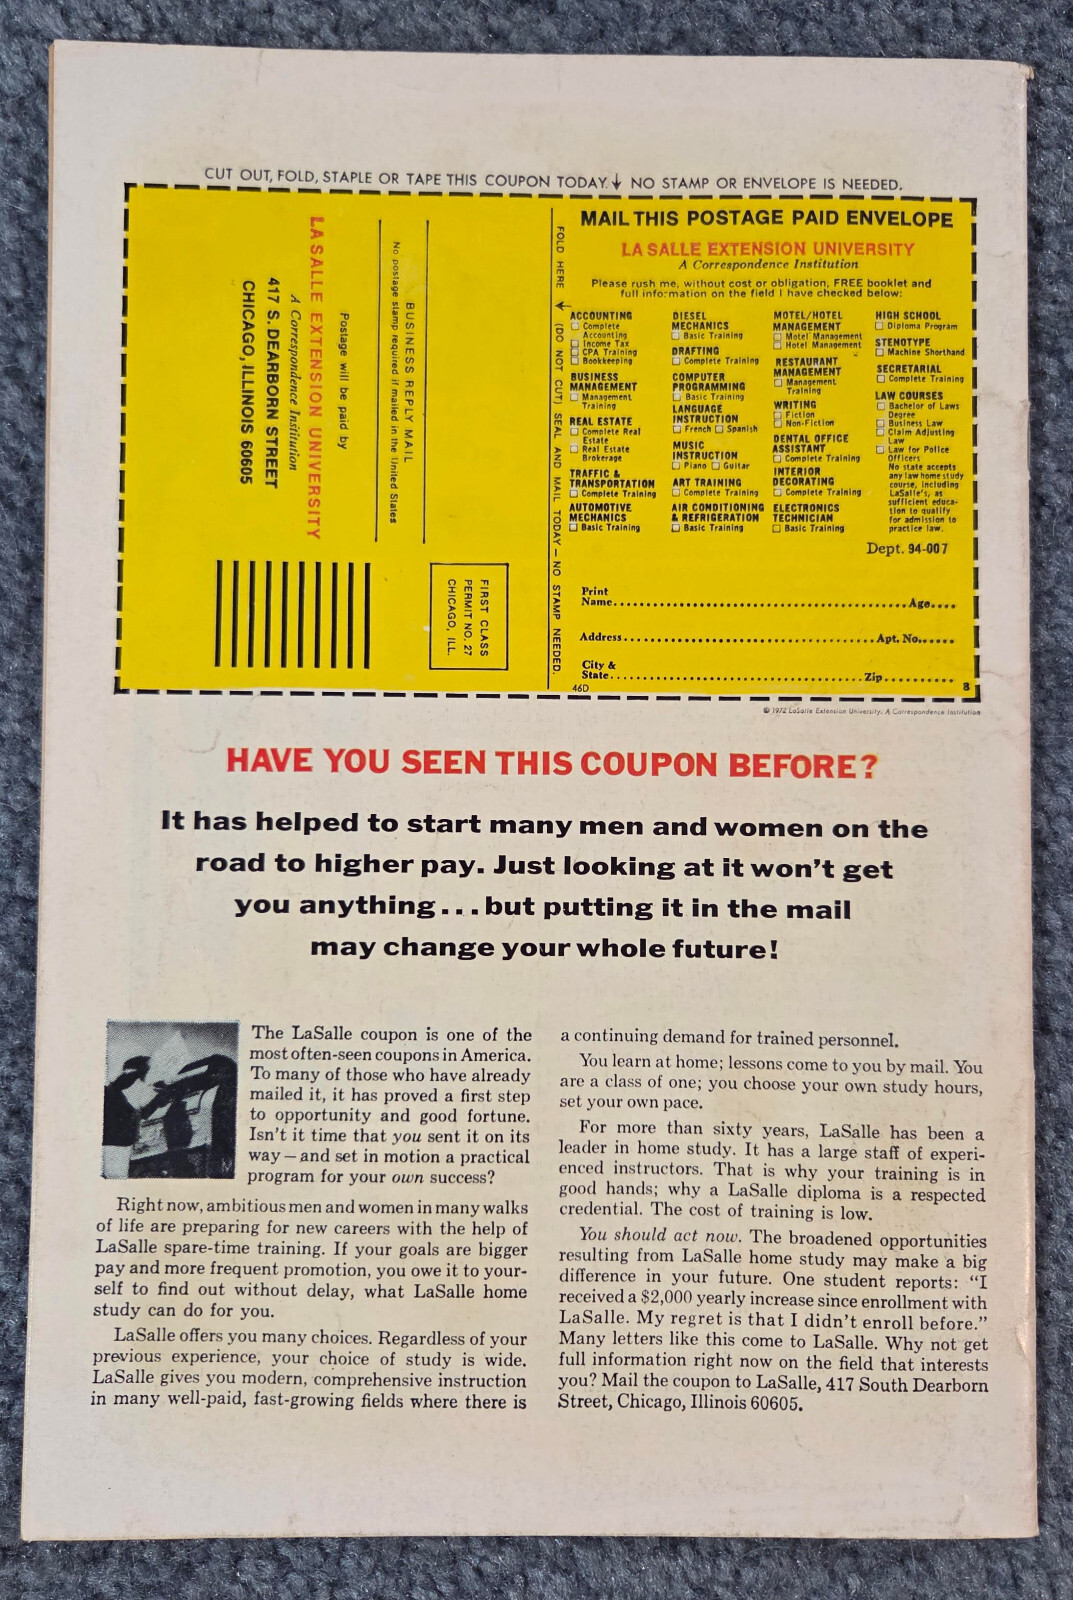 CUT OUT, FOLD, STAPLE OR TAPE THIS COUPON TODAY. ↓ NO STAMP OR ENVELOPE IS NEEDED.
FIRST CLASS
PERMIT NO. 27
CHICAGO, ILL.
BUSINESS REPLY MAIL
No postage stamp required if mailed in the United States
Postage will be paid by
LA SALLE EXTENSION UNIVERSITY
A Correspondence Institution
417 S. DEARBORN STREET
CHICAGO, ILLINOIS 60605
FOLD HERE ↓ (DO NOT CUT) SEAL AND MAIL TODAY — NO STAMP NEEDED.
MAIL THIS POSTAGE PAID ENVELOPE
LA SALLE EXTENSION UNIVERSITY
A Correspondence Institution
Please rush me, without cost or obligation, FREE booklet and
full information on the field I have checked below:
ACCOUNTING
☐ Complete
Accounting
☐ Income Tax
☐ CPA Training
☐ Bookkeeping
BUSINESS
MANAGEMENT
☐ Management
Training
REAL ESTATE
☐ Complete Real
Estate
☐ Real Estate
Brokerage
TRAFFIC &
TRANSPORTATION
☐ Complete Training
AUTOMOTIVE
MECHANICS
☐ Basic Training
DIESEL
MECHANICS
☐ Basic Training
DRAFTING
☐ Complete Training
COMPUTER
PROGRAMMING
☐ Basic Training
LANGUAGE
INSTRUCTION
☐ French ☐ Spanish
MUSIC
INSTRUCTION
☐ Piano ☐ Guitar
ART TRAINING
☐ Complete Training
AIR CONDITIONING
& REFRIGERATION
☐ Basic Training
MOTEL/HOTEL
MANAGEMENT
☐ Motel Management
☐ Hotel Management
RESTAURANT
MANAGEMENT
☐ Management
Training
WRITING
☐ Fiction
☐ Non-Fiction
DENTAL OFFICE
ASSISTANT
☐ Complete Training
INTERIOR
DECORATING
☐ Complete Training
ELECTRONICS
TECHNICIAN
☐ Basic Training
HIGH SCHOOL
☐ Diploma Program
STENOTYPE
☐ Machine Shorthand
SECRETARIAL
☐ Complete Training
LAW COURSES
☐ Bachelor of Laws
Degree
☐ Business Law
☐ Claim Adjusting
Law
☐ Law for Police
Officers
No state accepts
any law home study
course, including
LaSalle's, as
sufficient educa-
tion to qualify
for admission to
practice law.
Dept. 94-007
Print
Name..........Age....
Address..........Apt. No......
City &
State..........Zip..........
46D 8
© 1972 LaSalle Extension University, A Correspondence Institution
HAVE YOU SEEN THIS COUPON BEFORE?
It has helped to start many men and women on the
road to higher pay. Just looking at it won't get
you anything...but putting it in the mail
may change your whole future!
The LaSalle coupon is one of the
most often-seen coupons in America.
To many of those who have already
mailed it, it has proved a first step
to opportunity and good fortune.
Isn't it time that you sent it on its
way — and set in motion a practical
program for your own success?
Right now, ambitious men and women in many walks
of life are preparing for new careers with the help of
LaSalle spare-time training. If your goals are bigger
pay and more frequent promotion, you owe it to your-
self to find out without delay, what LaSalle home
study can do for you.
LaSalle offers you many choices. Regardless of your
previous experience, your choice of study is wide.
LaSalle gives you modern, comprehensive instruction
in many well-paid, fast-growing fields where there is
a continuing demand for trained personnel.
You learn at home; lessons come to you by mail. You
are a class of one; you choose your own study hours,
set your own pace.
For more than sixty years, LaSalle has been a
leader in home study. It has a large staff of experi-
enced instructors. That is why your training is in
good hands; why a LaSalle diploma is a respected
credential. The cost of training is low.
You should act now. The broadened opportunities
resulting from LaSalle home study may make a big
difference in your future. One student reports: "I
received a $2,000 yearly increase since enrollment with
LaSalle. My regret is that I didn't enroll before."
Many letters like this come to LaSalle. Why not get
full information right now on the field that interests
you? Mail the coupon to LaSalle, 417 South Dearborn
Street, Chicago, Illinois 60605.